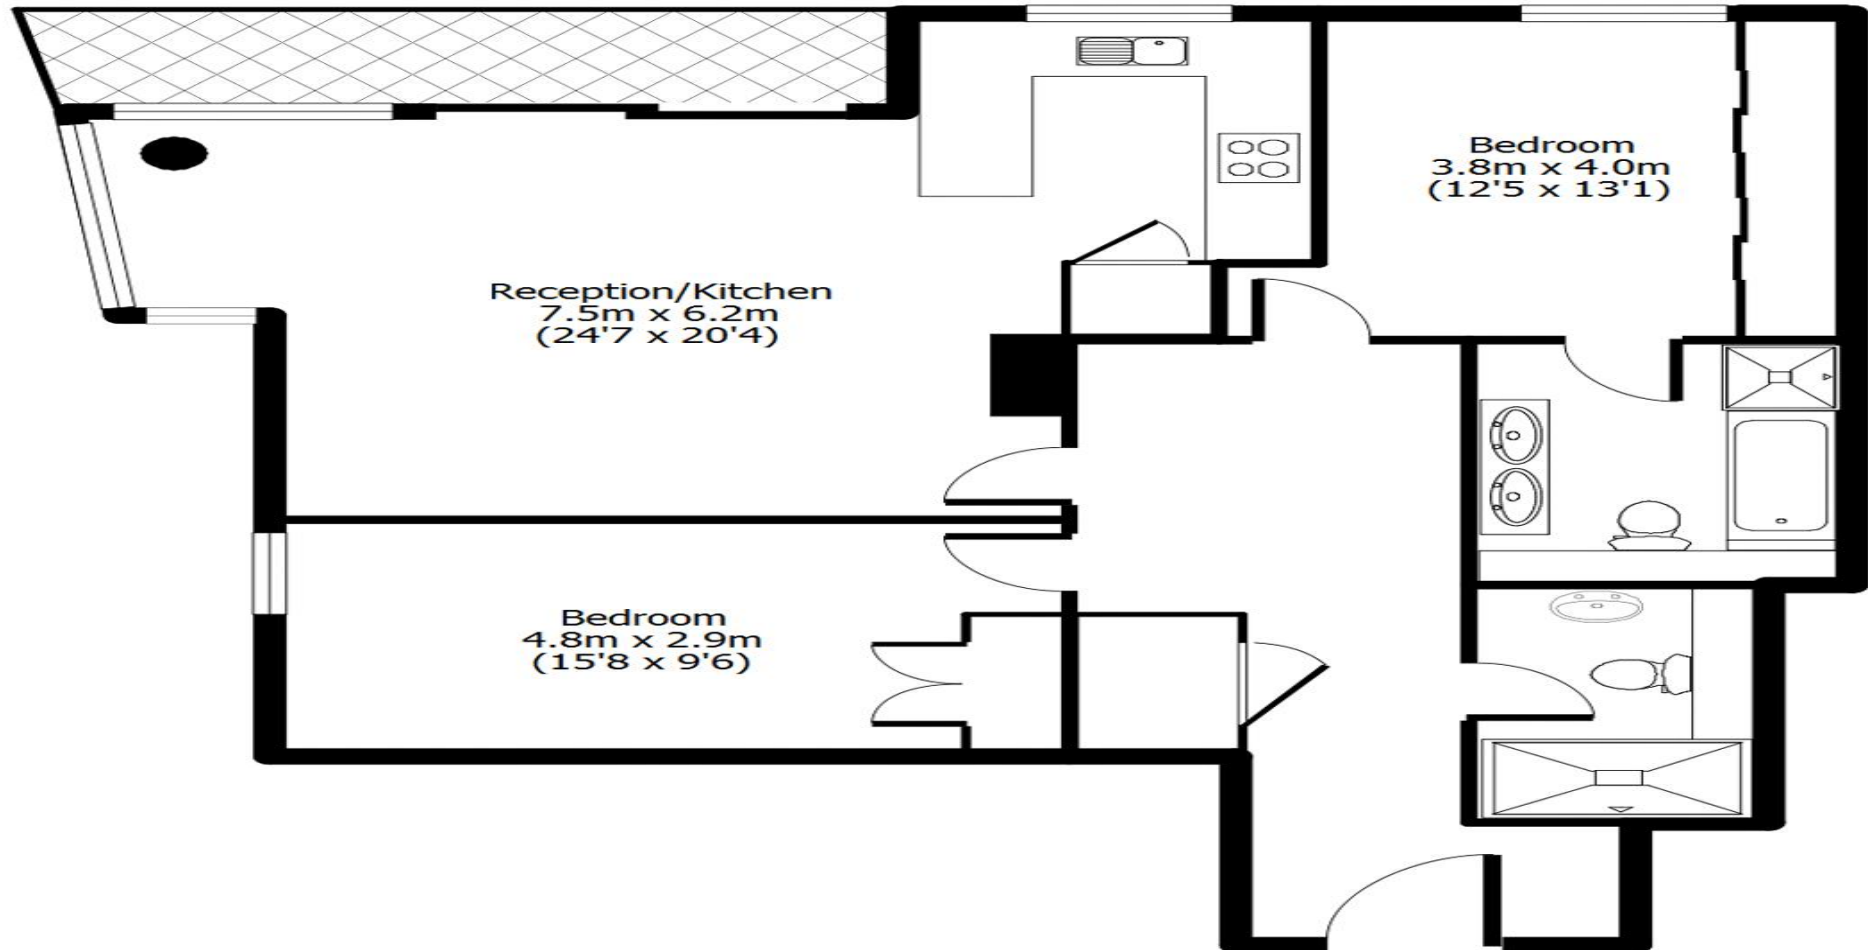 Bedroom
3.8m x 4.0m
(12'5 x 13'1)
Reception/Kitchen
7.5m x 6.2m
(24'7 x 20'4)
Bedroom
4.8m x 2.9m
(15'8 x 9'6)